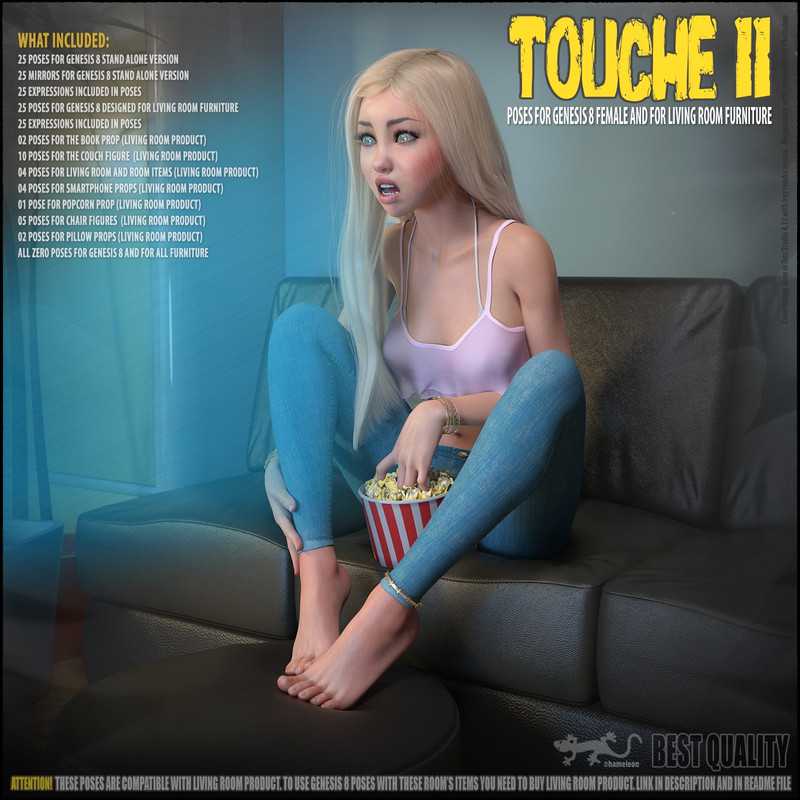 WHAT INCLUDED:
25 POSES FOR GENESIS 8 STAND ALONE VERSION
25 MIRRORS FOR GENESIS 8 STAND ALONE VERSION
25 EXPRESSIONS INCLUDED IN POSES
25 POSES FOR GENESIS 8 DESIGNED FOR LIVING ROOM FURNITURE
25 EXPRESSIONS INCLUDED IN POSES
02 POSES FOR THE BOOK PROP (LIVING ROOM PRODUCT)
10 POSES FOR THE COUCH FIGURE (LIVING ROOM PRODUCT)
04 POSES FOR LIVING ROOM AND ROOM ITEMS (LIVING ROOM PRODUCT)
04 POSES FOR SMARTPHONE PROPS (LIVING ROOM PRODUCT)
01 POSE FOR POPCORN PROP (LIVING ROOM PRODUCT)
05 POSES FOR CHAIR FIGURES (LIVING ROOM PRODUCT)
02 POSES FOR PILLOW PROPS (LIVING ROOM PRODUCT)
ALL ZERO POSES FOR GENESIS 8 AND FOR ALL FURNITURE
TOUCHE II
POSES FOR GENESIS 8 FEMALE AND FOR LIVING ROOM FURNITURE
chameleon
BEST QUALITY
ATTENTION! THESE POSES ARE COMPATIBLE WITH LIVING ROOM PRODUCT. TO USE GENESIS 8 POSES WITH THESE ROOM'S ITEMS YOU NEED TO BUY LIVING ROOM PRODUCT. LINK IN DESCRIPTION AND IN README FILE